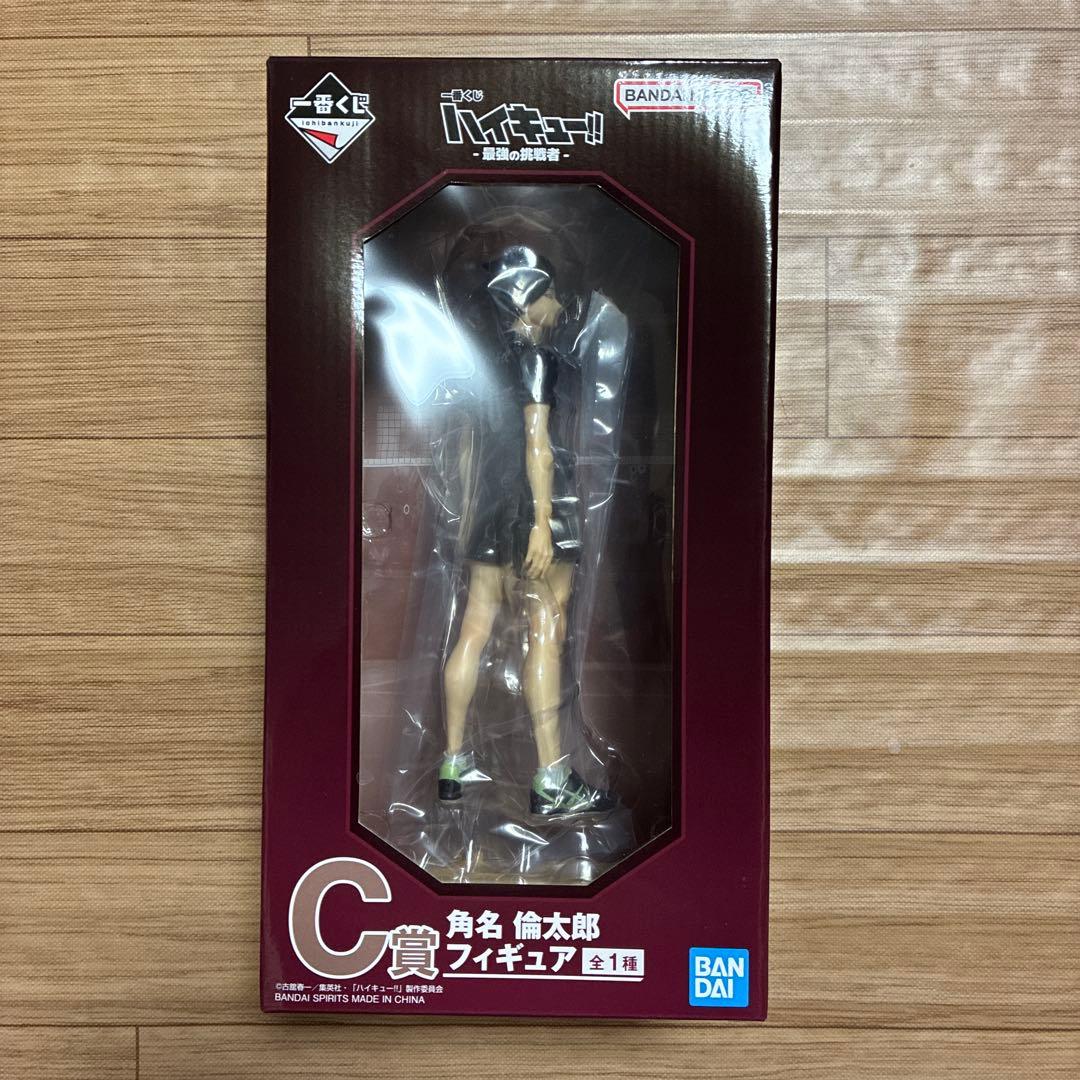 一番くじ
ichibankuji
一番くじ
ハイキュー!!
- 最強の挑戦者 -
BANDAI
C賞
角名 倫太郎
フィギュア 全1種
©古舘春一／集英社・「ハイキュー!!」製作委員会
BANDAI SPIRITS MADE IN CHINA
BAN
DAI